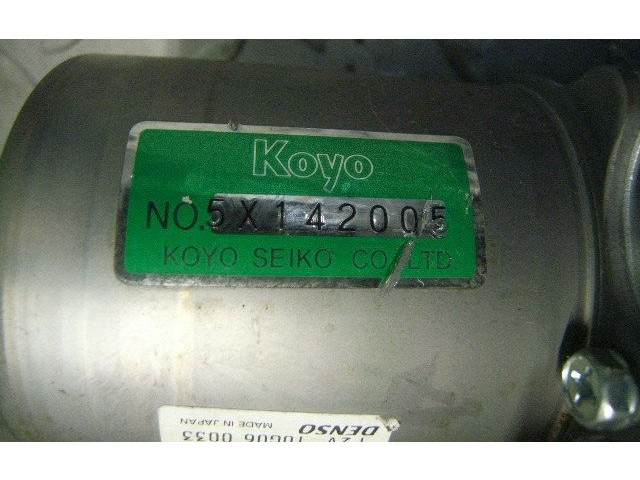 Koyo
NO.5X142005
KOYO SEIKO CO.,LTD
DENSO
MADE IN JAPAN
12V 10G06 0033